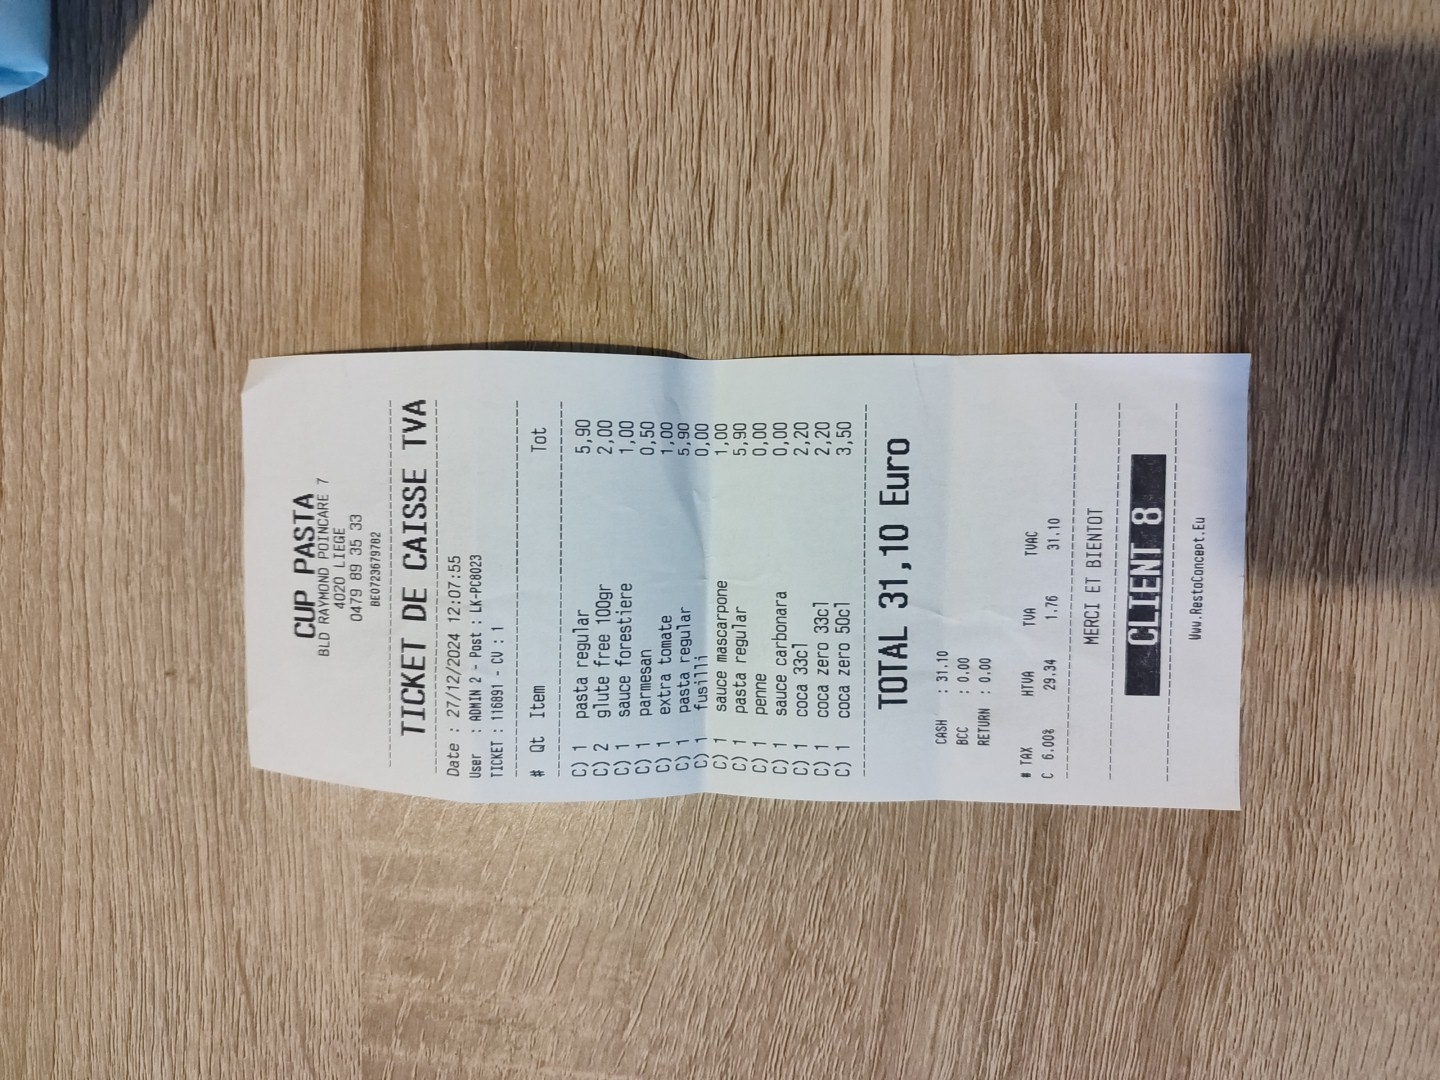 CUP PASTA
BLD RAYMOND POINCARE 7
4020 LIEGE
0479 89 35 33
BE0723679782
TICKET DE CAISSE TVA
Date : 27/12/2024 12:07:55
User : ADMIN 2 - Post : LK-PC8023
TICKET : 116891 - CV : 1
# Qt Item Tot
C) 1 pasta regular 5,90
C) 2 glute free 100gr 2,00
C) 1 sauce forestiere 1,00
C) 1 parmesan 0,50
C) 1 extra tomate 1,00
C) 1 pasta regular 5,90
C) 1 fusilli 0,00
C) 1 sauce mascarpone 1,00
C) 1 pasta regular 5,90
C) 1 penne 0,00
C) 1 sauce carbonara 0,00
C) 1 coca 33cl 2,20
C) 1 coca zero 33cl 2,20
C) 1 coca zero 50cl 3,50
TOTAL 31,10 Euro
CASH : 31.10
BCC : 0.00
RETURN : 0.00
# TAX HTVA TVA TVAC
C 6.00% 29.34 1.76 31.10
MERCI ET BIENTOT
CLIENT 8
Www.RestoConcept.Eu